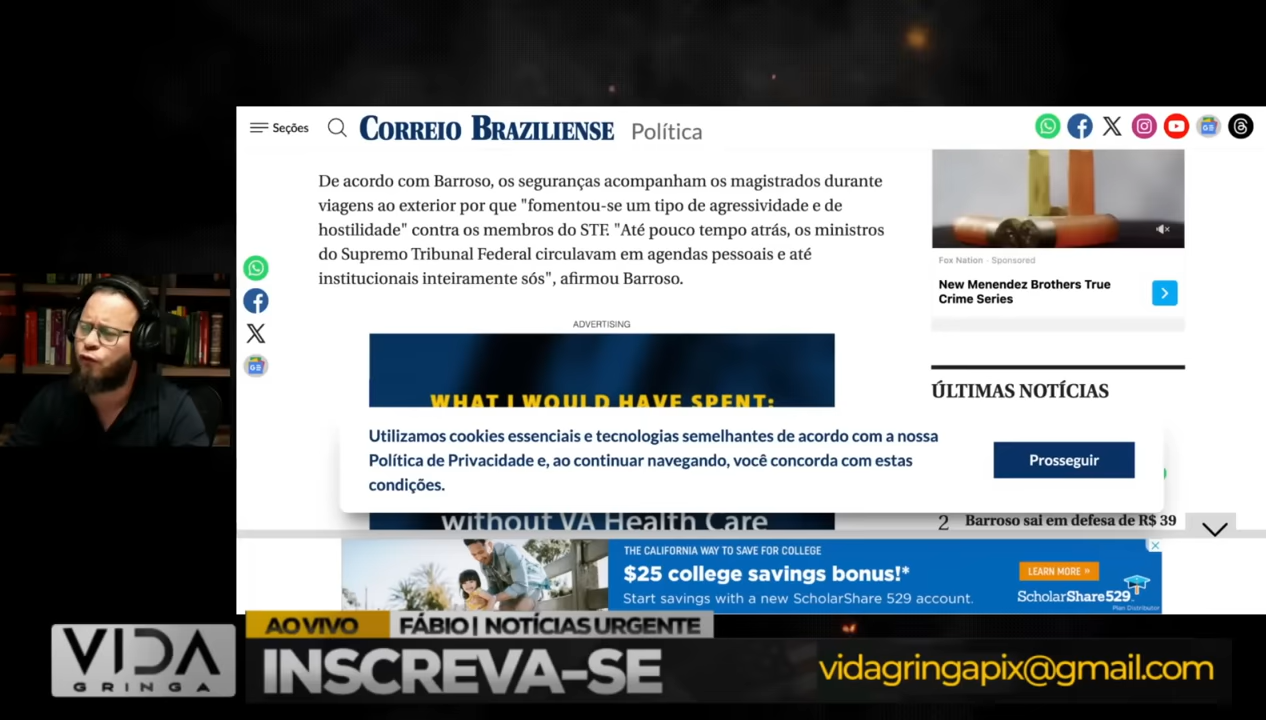 Seções
CORREIO BRAZILIENSE Política
De acordo com Barroso, os seguranças acompanham os magistrados durante
viagens ao exterior por que "fomentou-se um tipo de agressividade e de
hostilidade" contra os membros do STF. "Até pouco tempo atrás, os ministros
do Supremo Tribunal Federal circulavam em agendas pessoais e até
institucionais inteiramente sós", afirmou Barroso.
ADVERTISING
WHAT I WOULD HAVE SPENT:
without VA Health Care
Fox Nation - Sponsored
New Menendez Brothers True
Crime Series
ÚLTIMAS NOTÍCIAS
2 Barroso sai em defesa de R$ 39
Utilizamos cookies essenciais e tecnologias semelhantes de acordo com a nossa
Política de Privacidade e, ao continuar navegando, você concorda com estas
condições.
Prosseguir
THE CALIFORNIA WAY TO SAVE FOR COLLEGE
$25 college savings bonus!*
Start savings with a new ScholarShare 529 account.
LEARN MORE »
ScholarShare529
Plan Distributor
VIDA
GRINGA
AO VIVO FÁBIO | NOTÍCIAS URGENTE
INSCREVA-SE
vidagringapix@gmail.com